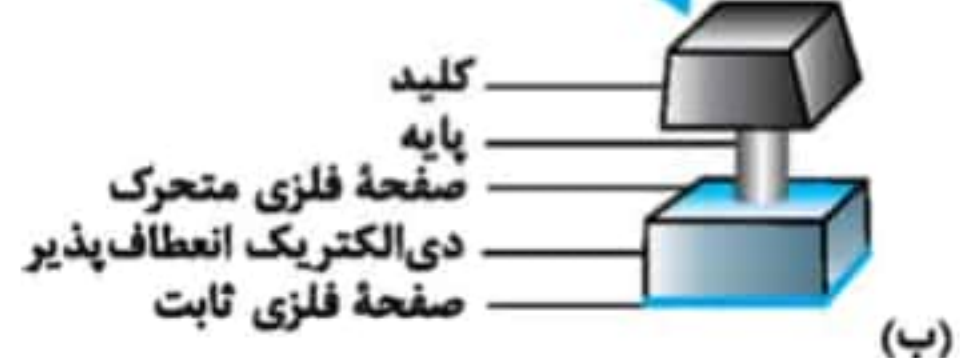 کلید
پایه
صفحهٔ فلزی متحرک
دی‌الکتریک انعطاف‌پذیر
صفحهٔ فلزی ثابت
(ب)